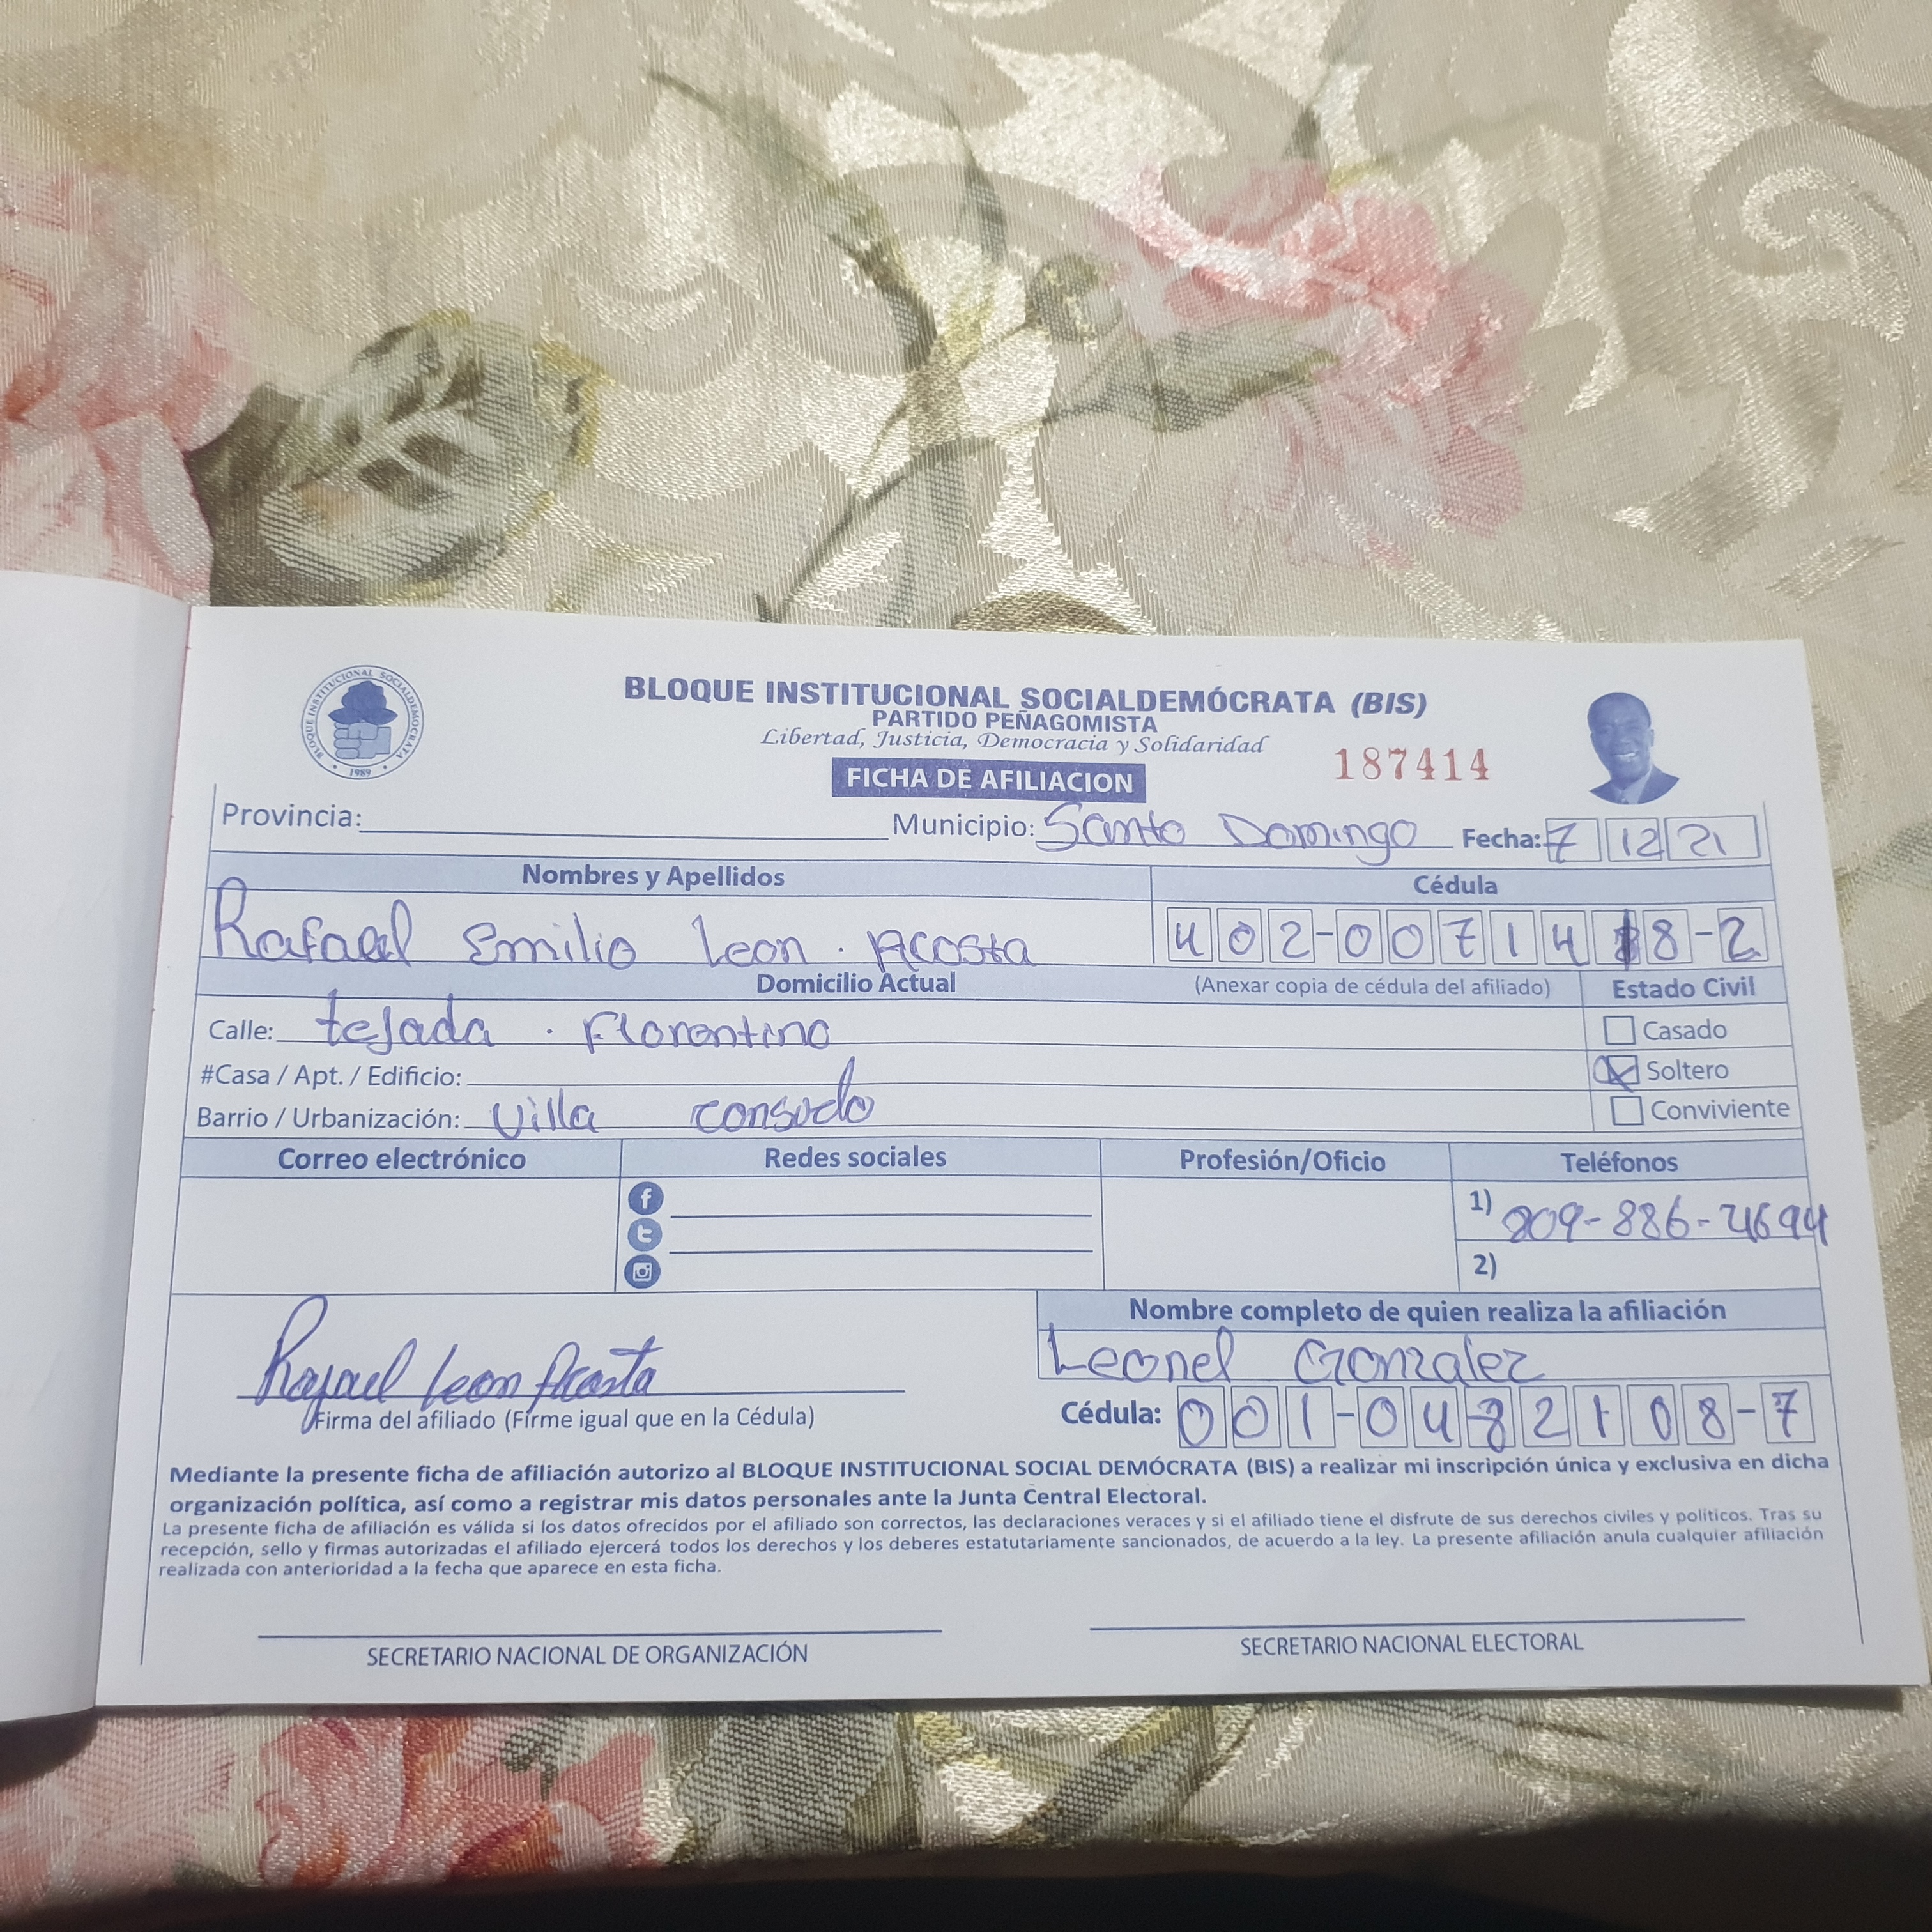 BLOQUE INSTITUCIONAL SOCIALDEMOCRATA
1989
BLOQUE INSTITUCIONAL SOCIALDEMÓCRATA (BIS)
PARTIDO PEÑAGOMISTA
Libertad, Justicia, Democracia y Solidaridad
187414
FICHA DE AFILIACION
Provincia: Municipio: Santo Domingo Fecha: 7 12 21
Nombres y Apellidos Cédula
Rafael Emilio Leon . Acosta 402-00714 8-2
Domicilio Actual (Anexar copia de cédula del afiliado) Estado Civil
Calle: tejada . Florentino Casado
#Casa / Apt. / Edificio: Soltero
Barrio / Urbanización: Villa consuelo Conviviente
Correo electrónico Redes sociales Profesión/Oficio Teléfonos
1) 809-886-4694
2)
Nombre completo de quien realiza la afiliación
Rafael Leon Acosta Leonel Gonzalez
Firma del afiliado (Firme igual que en la Cédula) Cédula: 001-0482108-7
Mediante la presente ficha de afiliación autorizo al BLOQUE INSTITUCIONAL SOCIAL DEMÓCRATA (BIS) a realizar mi inscripción única y exclusiva en dicha
organización política, así como a registrar mis datos personales ante la Junta Central Electoral.
La presente ficha de afiliación es válida si los datos ofrecidos por el afiliado son correctos, las declaraciones veraces y si el afiliado tiene el disfrute de sus derechos civiles y políticos. Tras su
recepción, sello y firmas autorizadas el afiliado ejercerá todos los derechos y los deberes estatutariamente sancionados, de acuerdo a la ley. La presente afiliación anula cualquier afiliación
realizada con anterioridad a la fecha que aparece en esta ficha.
SECRETARIO NACIONAL DE ORGANIZACIÓN SECRETARIO NACIONAL ELECTORAL